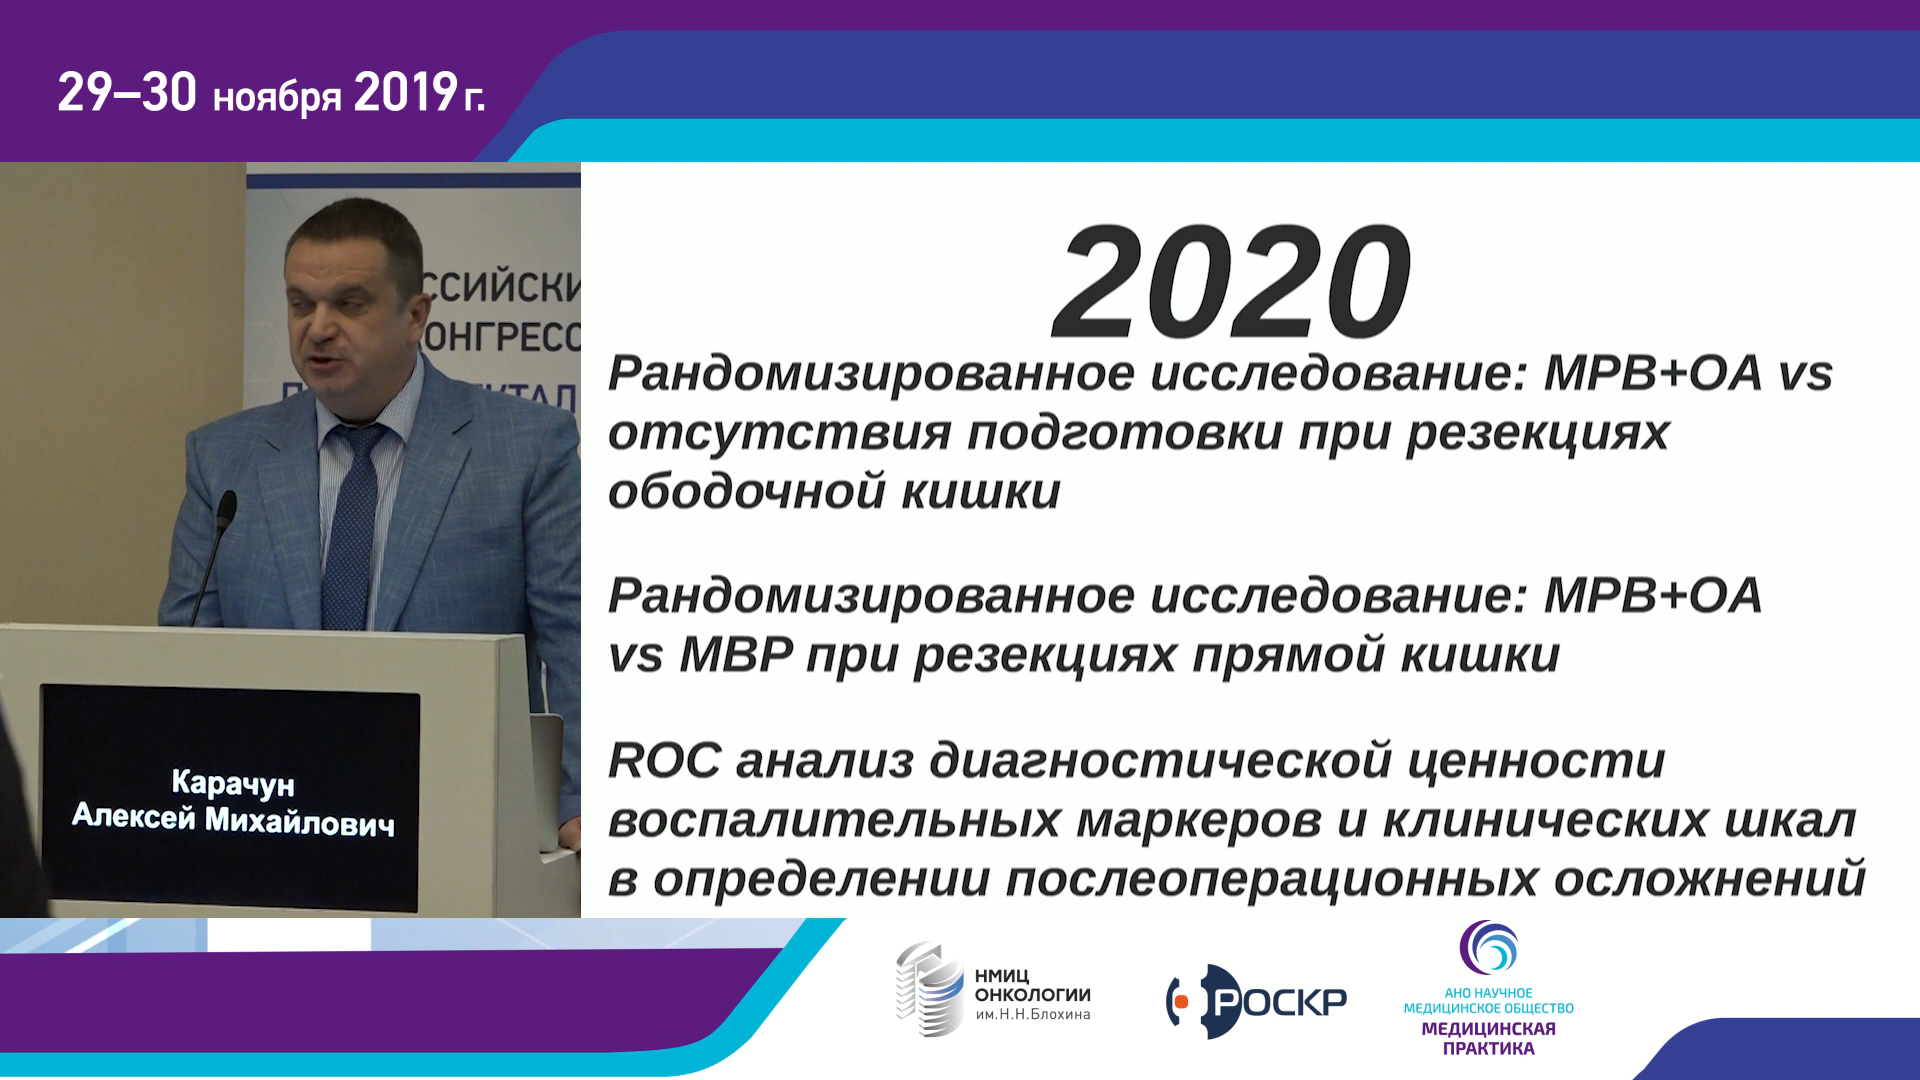 29–30 ноября 2019 г.
ССИЙСКИ
ОНГРЕСС
2020
Рандомизированное исследование: МРВ+ОА vs
отсутствия подготовки при резекциях
ободочной кишки
Рандомизированное исследование: МРВ+ОА
vs МВР при резекциях прямой кишки
ROC анализ диагностической ценности
воспалительных маркеров и клинических шкал
в определении послеоперационных осложнений
Карачун
Алексей Михайлович
НМИЦ
ОНКОЛОГИИ
им.Н.Н.Блохина
РОСКР
АНО НАУЧНОЕ
МЕДИЦИНСКОЕ ОБЩЕСТВО
МЕДИЦИНСКАЯ
ПРАКТИКА